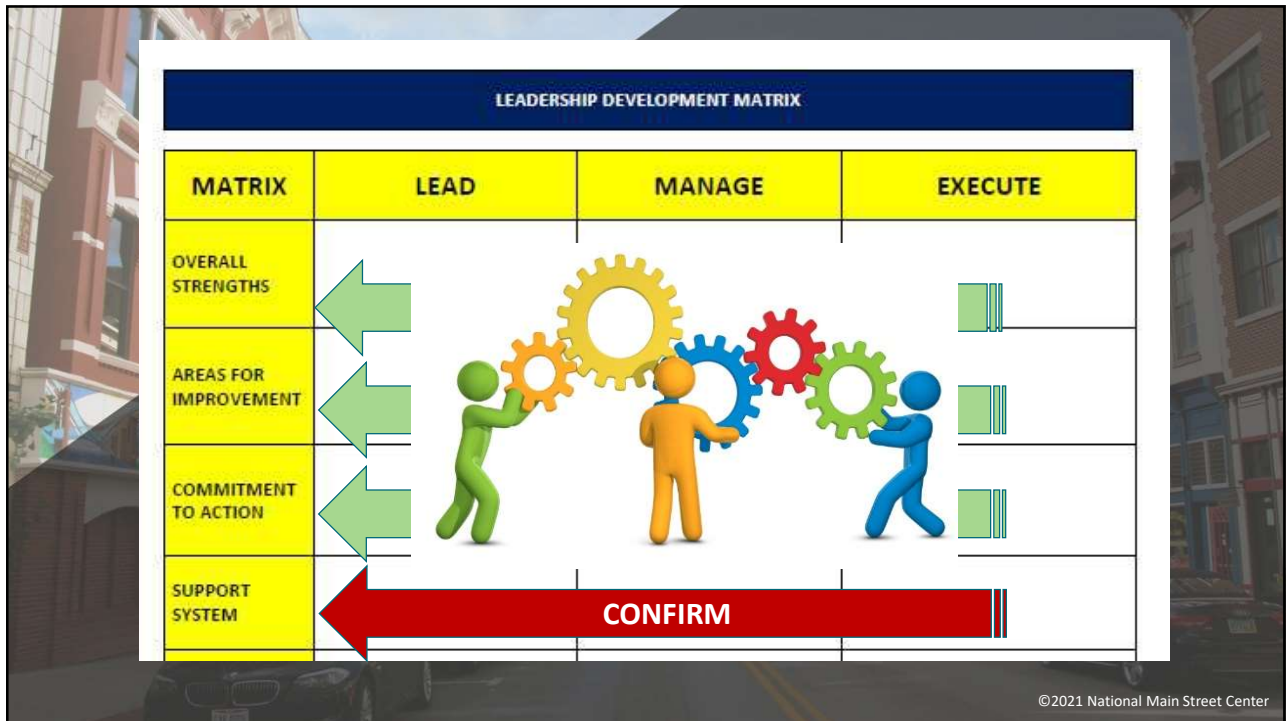 LEADERSHIP DEVELOPMENT MATRIX
MATRIX LEAD MANAGE EXECUTE
OVERALL
STRENGTHS
AREAS FOR
IMPROVEMENT
COMMITMENT
TO ACTION
SUPPORT
SYSTEM
CONFIRM
©2021 National Main Street Center